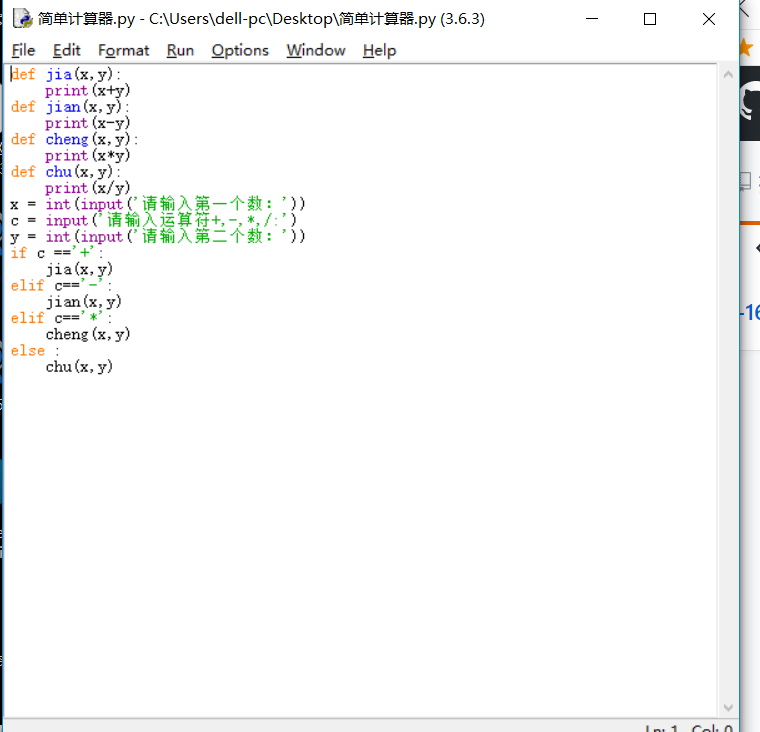 简单计算器.py - C:\Users\dell-pc\Desktop\简单计算器.py (3.6.3)
File Edit Format Run Options Window Help
def jia(x,y):
    print(x+y)
def jian(x,y):
    print(x-y)
def cheng(x,y):
    print(x*y)
def chu(x,y):
    print(x/y)
x = int(input('请输入第一个数：'))
c = input('请输入运算符+,-,*,/:')
y = int(input('请输入第二个数：'))
if c =='+':
    jia(x,y)
elif c=='-':
    jian(x,y)
elif c=='*':
    cheng(x,y)
else :
    chu(x,y)
-16
Ln: 1 Col: 0